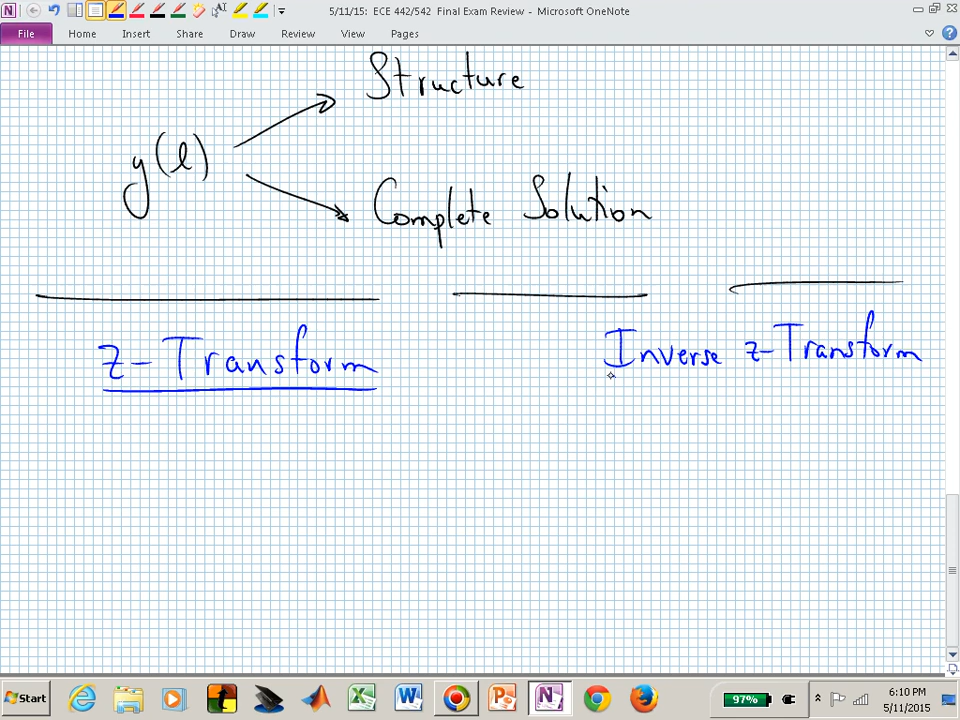 5/11/15: ECE 442/542 Final Exam Review - Microsoft OneNote
File Home Insert Share Draw Review View Pages
Structure
y(l)
Complete Solution
z-Transform Inverse z-Transform
Start 97% 6:10 PM
5/11/2015